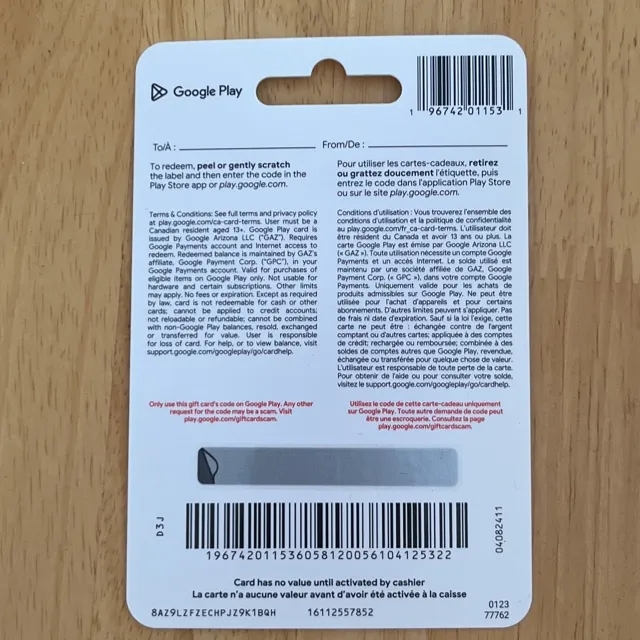 Google Play
1 96742 01153 1
To/À :
From/De :
To redeem, peel or gently scratch
the label and then enter the code in the
Play Store app or play.google.com.
Pour utiliser les cartes-cadeaux, retirez
ou grattez doucement l'étiquette, puis
entrez le code dans l'application Play Store
ou sur le site play.google.com.
Terms & Conditions: See full terms and privacy policy
at play.google.com/ca-card-terms. User must be a
Canadian resident aged 13+. Google Play card is
issued by Google Arizona LLC ("GAZ"). Requires
Google Payments account and Internet access to
redeem. Redeemed balance is maintained by GAZ's
affiliate, Google Payment Corp. ("GPC"), in your
Google Payments account. Valid for purchases of
eligible items on Google Play only. Not usable for
hardware and certain subscriptions. Other limits
may apply. No fees or expiration. Except as required
by law, card is not redeemable for cash or other
cards; cannot be applied to credit accounts;
not reloadable or refundable; cannot be combined
with non-Google Play balances, resold, exchanged
or transferred for value. User is responsible
for loss of card. For help, or to view balance, visit
support.google.com/googleplay/go/cardhelp.
Conditions d'utilisation : Vous trouverez l'ensemble des
conditions d'utilisation et la politique de confidentialité
au play.google.com/fr_ca-card-terms. L'utilisateur doit
être résident du Canada et avoir 13 ans ou plus. La
carte Google Play est émise par Google Arizona LLC
(« GAZ »). Toute utilisation nécessite un compte Google
Payments et un accès Internet. Le solde utilisé est
maintenu par une société affiliée de GAZ, Google
Payment Corp. (« GPC »), dans votre compte Google
Payments. Uniquement valide pour les achats de
produits admissibles sur Google Play. Ne peut être
utilisée pour l'achat d'appareils et pour certains
abonnements. D'autres limites peuvent s'appliquer. Pas
de frais ni date d'expiration. Sauf si la loi l'exige, cette
carte ne peut être : échangée contre de l'argent
comptant ou d'autres cartes; appliquée à des comptes
de crédit; rechargée ou remboursée; combinée à des
soldes de comptes autres que Google Play, revendue,
échangée ou transférée pour quelque chose de valeur.
L'utilisateur est responsable de toute perte de la carte.
Pour obtenir de l'aide ou pour consulter votre solde,
visitez le support.google.com/googleplay/go/cardhelp.
Only use this gift card's code on Google Play. Any other
request for the code may be a scam. Visit
play.google.com/giftcardscam.
Utilisez le code de cette carte-cadeau uniquement
sur Google Play. Toute autre demande de code peut
être une escroquerie. Consultez la page
play.google.com/giftcardscam.
D3J
04082411
196742011536058120056104125322
Card has no value until activated by cashier
La carte n'a aucune valeur avant d'avoir été activée à la caisse
8AZ9LZFZECHPJZ9K1BQH
16112557852
0123
77762